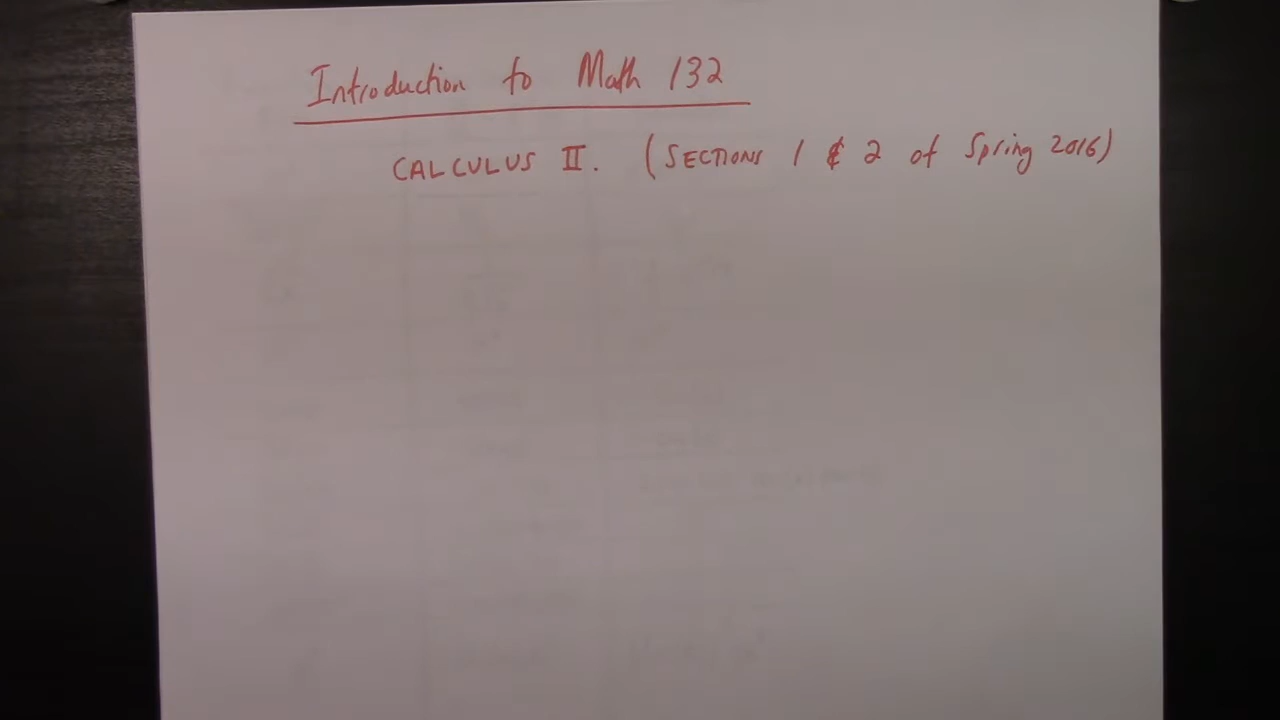 Introduction to Math 132
CALCULUS II. (SECTIONS 1 & 2 of Spring 2016)